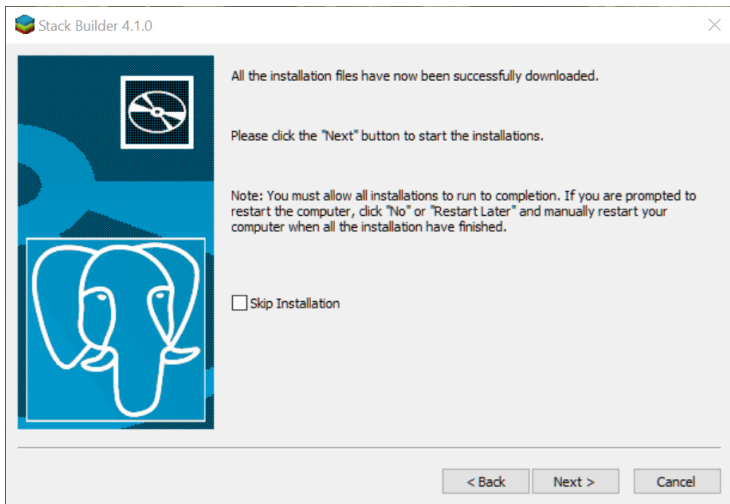 Stack Builder 4.1.0
All the installation files have now been successfully downloaded.
Please click the "Next" button to start the installations.
Note: You must allow all installations to run to completion. If you are prompted to
restart the computer, click "No" or "Restart Later" and manually restart your
computer when all the installation have finished.
Skip Installation
< Back
Next >
Cancel